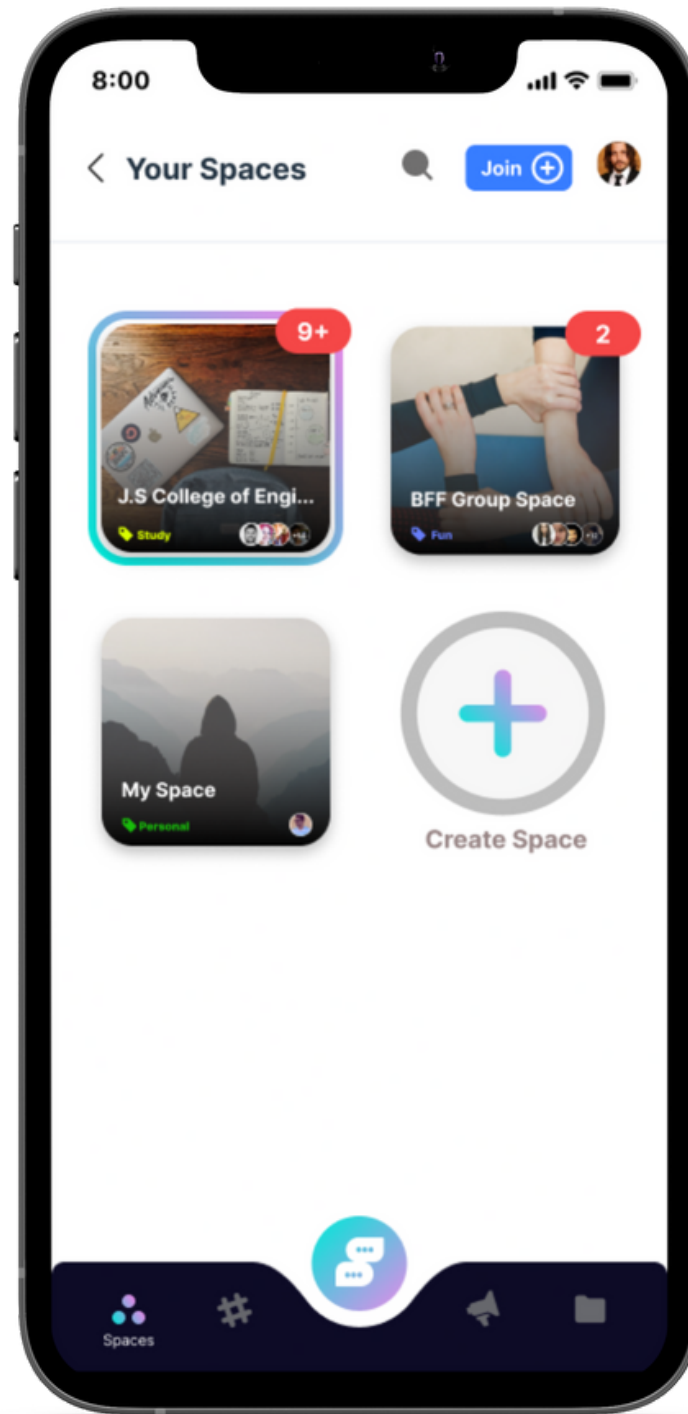 8:00
Your Spaces
Join
9+
2
J.S College of Engi...
Study
BFF Group Space
Fun
My Space
Personal
Create Space
Spaces